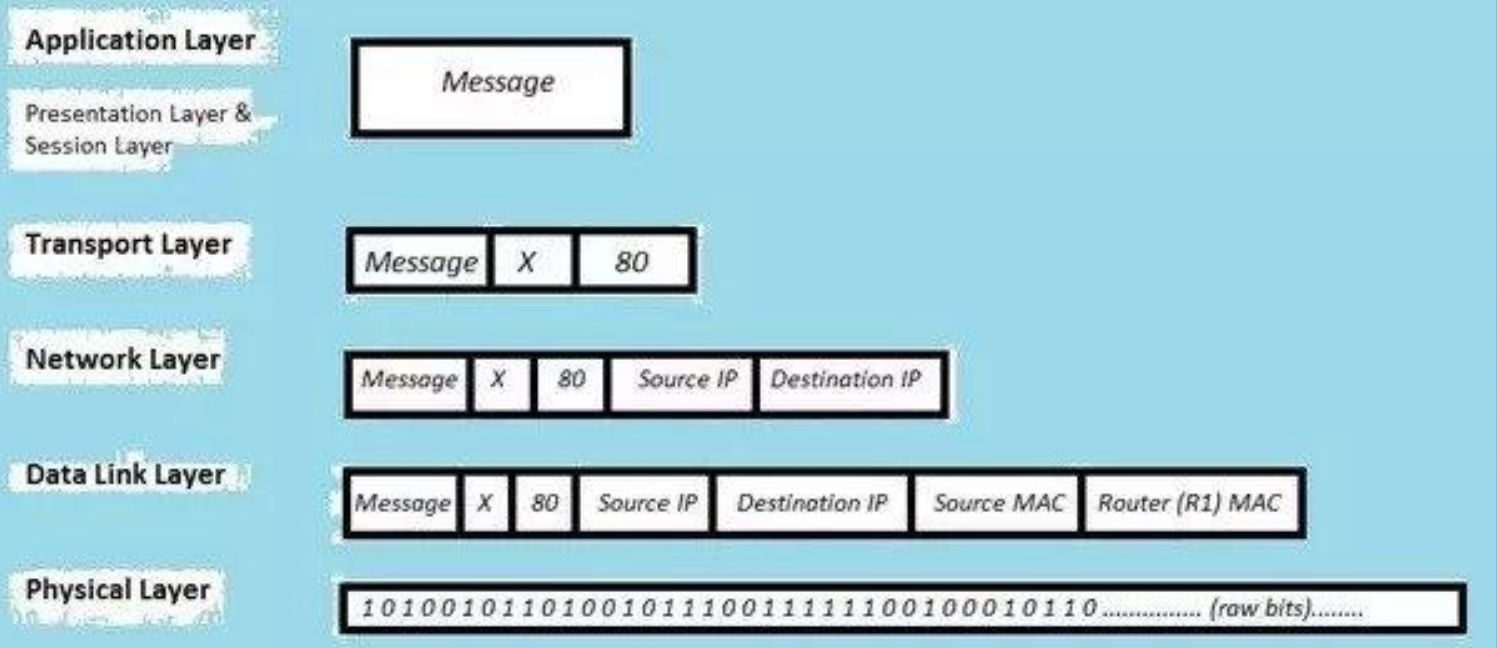 Application Layer
Message
Presentation Layer &
Session Layer
Transport Layer
Message X 80
Network Layer
Message X 80 Source IP Destination IP
Data Link Layer
Message X 80 Source IP Destination IP Source MAC Router (R1) MAC
Physical Layer
1 0 1 0 0 1 0 1 1 0 1 0 0 1 0 1 1 1 0 0 1 1 1 1 1 1 0 0 1 0 0 0 1 0 1 1 0 ............... (raw bits)........